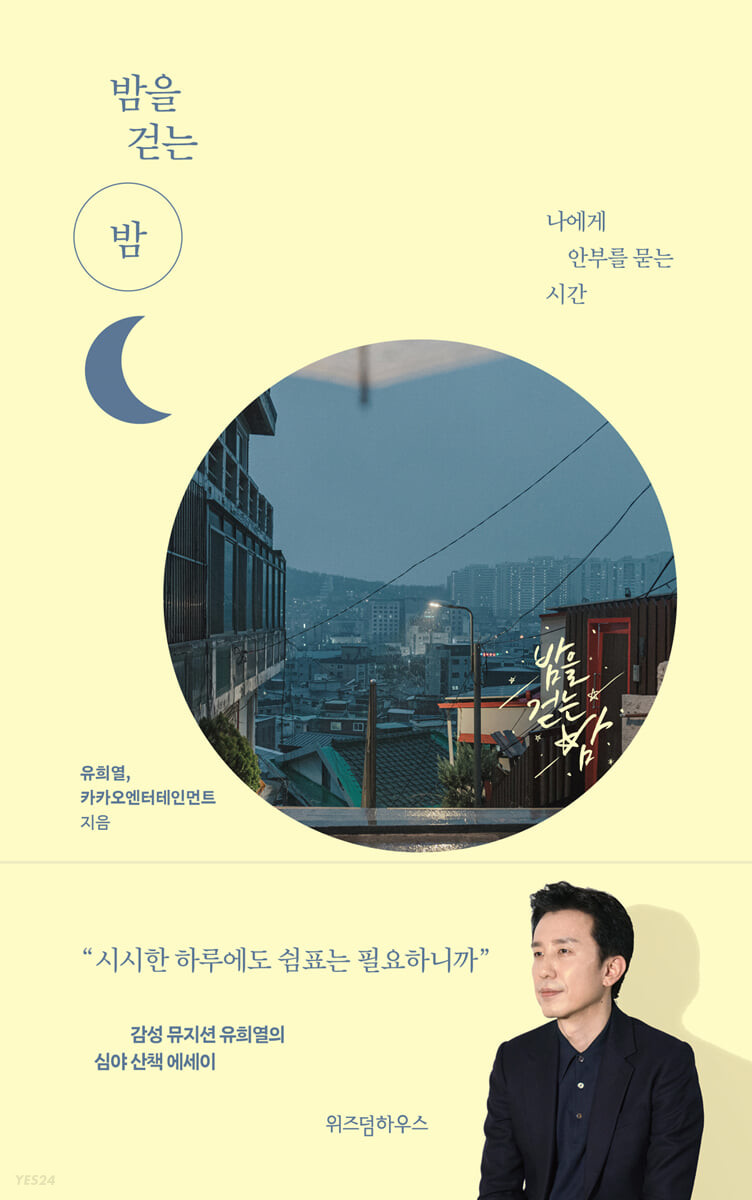 밤을
걷는
밤
나에게
안부를 묻는
시간
밤을
걷는
밤
유희열,
카카오엔터테인먼트
지음
“시시한 하루에도 쉼표는 필요하니까”
감성 뮤지션 유희열의
심야 산책 에세이
위즈덤하우스
YES24